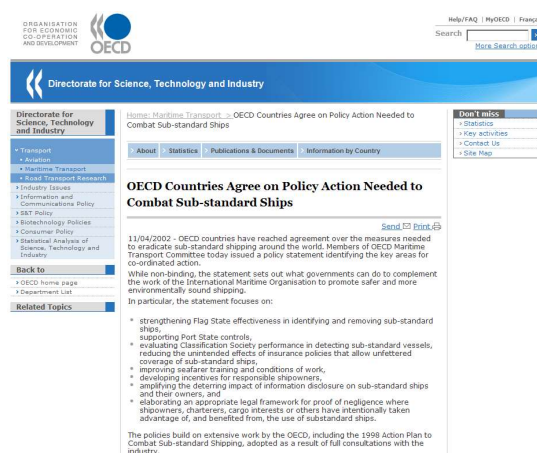 ORGANISATION
FOR ECONOMIC
CO-OPERATION
AND DEVELOPMENT
OECD
Help/FAQ | MyOECD | França
Search
More Search option
Directorate for Science, Technology and Industry
Directorate for
Science, Technology
and Industry
Transport
Aviation
Maritime Transport
Road Transport Research
Industry Issues
Information and
Communications Policy
S&T Policy
Biotechnology Policies
Consumer Policy
Statistical Analysis of
Science, Technology and
Industry
Back to
OECD home page
Department List
Related Topics
Home: Maritime Transport > OECD Countries Agree on Policy Action Needed to
Combat Sub-standard Ships
About Statistics Publications & Documents Information by Country
OECD Countries Agree on Policy Action Needed to
Combat Sub-standard Ships
Send Print
11/04/2002 - OECD countries have reached agreement over the measures needed
to eradicate sub-standard shipping around the world. Members of OECD Maritime
Transport Committee today issued a policy statement identifying the key areas for
co-ordinated action.
While non-binding, the statement sets out what governments can do to complement
the work of the International Maritime Organisation to promote safer and more
environmentally sound shipping.
In particular, the statement focuses on:
strengthening Flag State effectiveness in identifying and removing sub-standard
ships,
supporting Port State controls,
evaluating Classification Society performance in detecting sub-standard vessels,
reducing the unintended effects of insurance policies that allow unfettered
coverage of sub-standard ships,
improving seafarer training and conditions of work,
developing incentives for responsible shipowners,
amplifying the deterring impact of information disclosure on sub-standard ships
and their owners, and
elaborating an appropriate legal framework for proof of negligence where
shipowners, charterers, cargo interests or others have intentionally taken
advantage of, and benefited from, the use of substandard ships.
The policies build on extensive work by the OECD, including the 1998 Action Plan to
Combat Sub-standard Shipping, adopted as a result of full consultations with the
industry.
Don't miss
Statistics
Key activities
Contact Us
Site Map